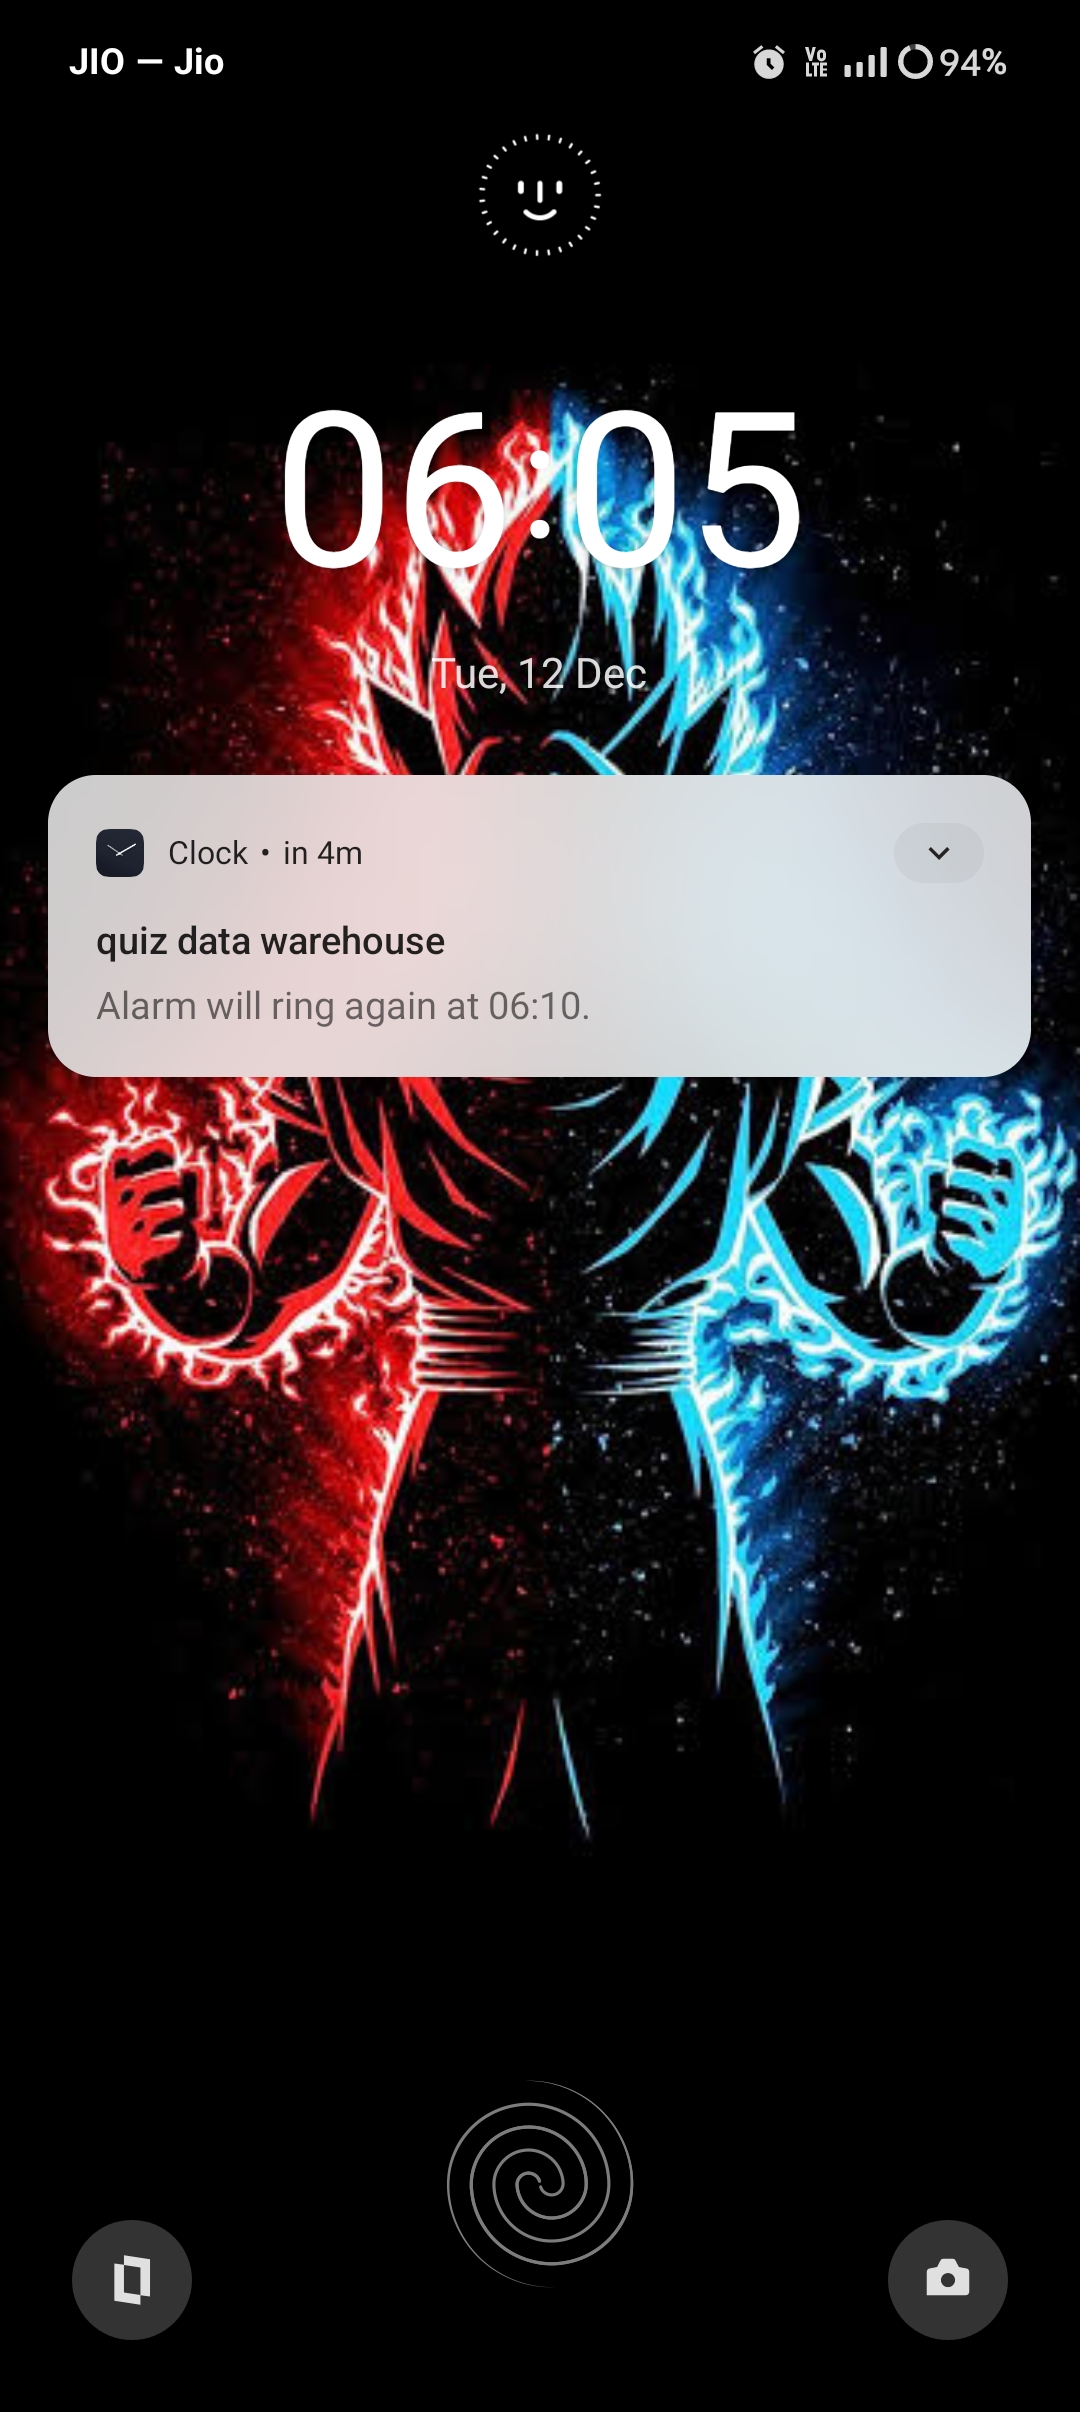 JIO — Jio
Vo LTE 94%
06:05
Tue, 12 Dec
Clock • in 4m
quiz data warehouse
Alarm will ring again at 06:10.